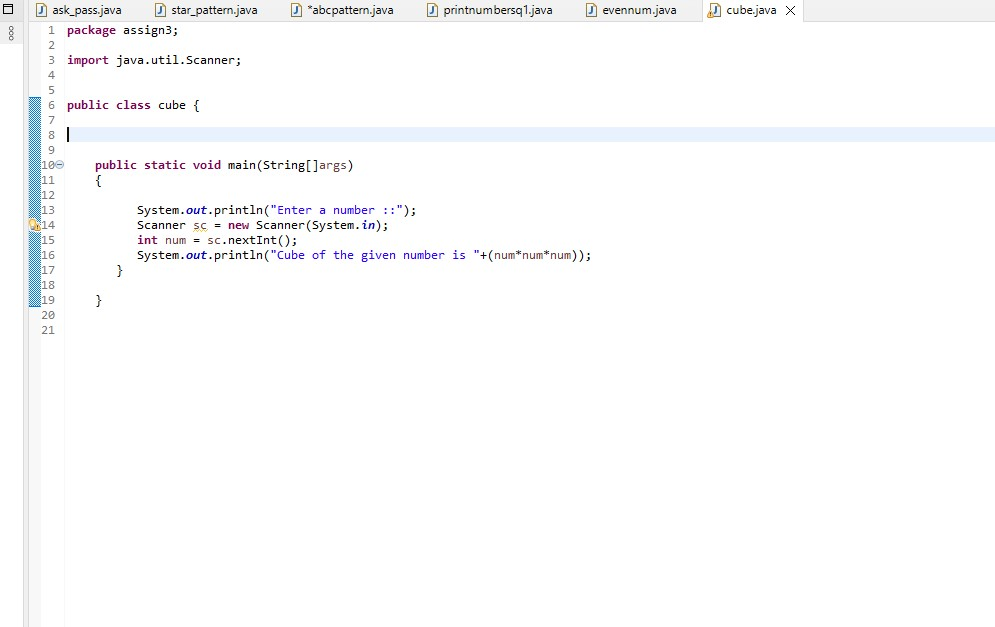 ask_pass.java star_pattern.java *abcpattern.java printnumbersq1.java evennum.java cube.java
1 package assign3;
2
3 import java.util.Scanner;
4
5
6 public class cube {
7
8
9
10 public static void main(String[]args)
11 {
12
13 System.out.println("Enter a number ::");
14 Scanner sc = new Scanner(System.in);
15 int num = sc.nextInt();
16 System.out.println("Cube of the given number is "+(num*num*num));
17 }
18
19 }
20
21